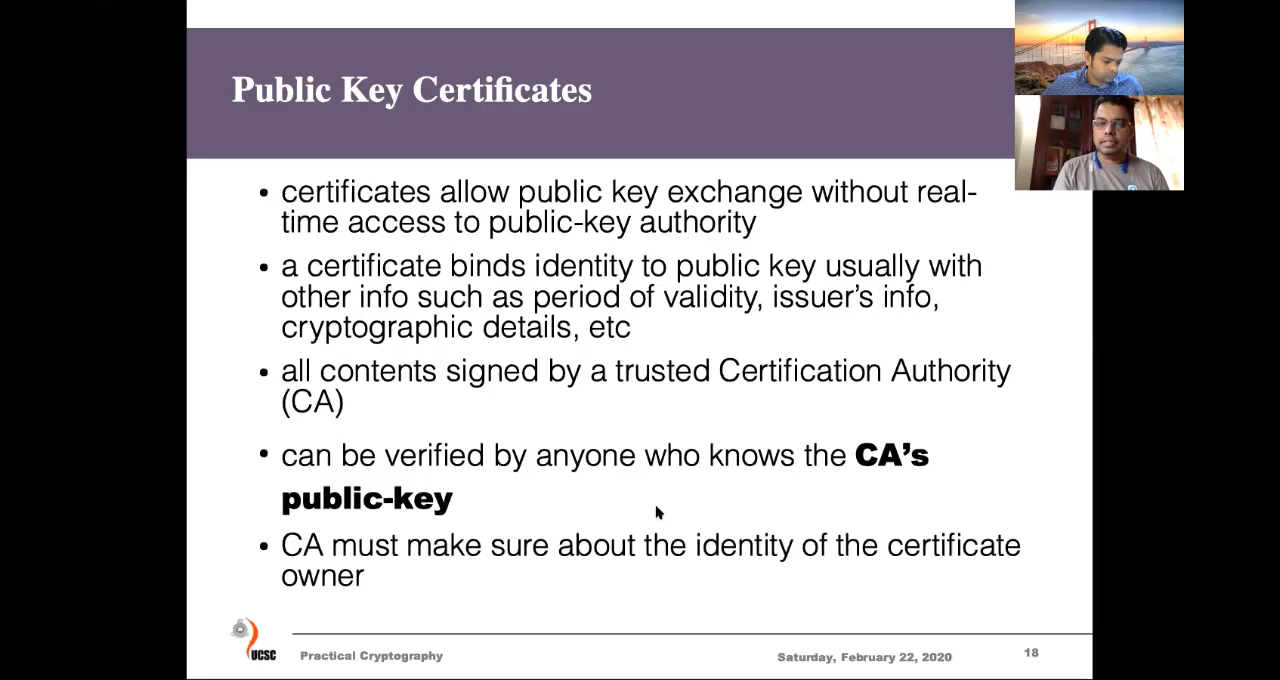 Public Key Certificates
• certificates allow public key exchange without real-
time access to public-key authority
• a certificate binds identity to public key usually with
other info such as period of validity, issuer’s info,
cryptographic details, etc
• all contents signed by a trusted Certification Authority
(CA)
• can be verified by anyone who knows the CA’s
public-key
• CA must make sure about the identity of the certificate
owner
UCSC
Practical Cryptography
Saturday, February 22, 2020
18